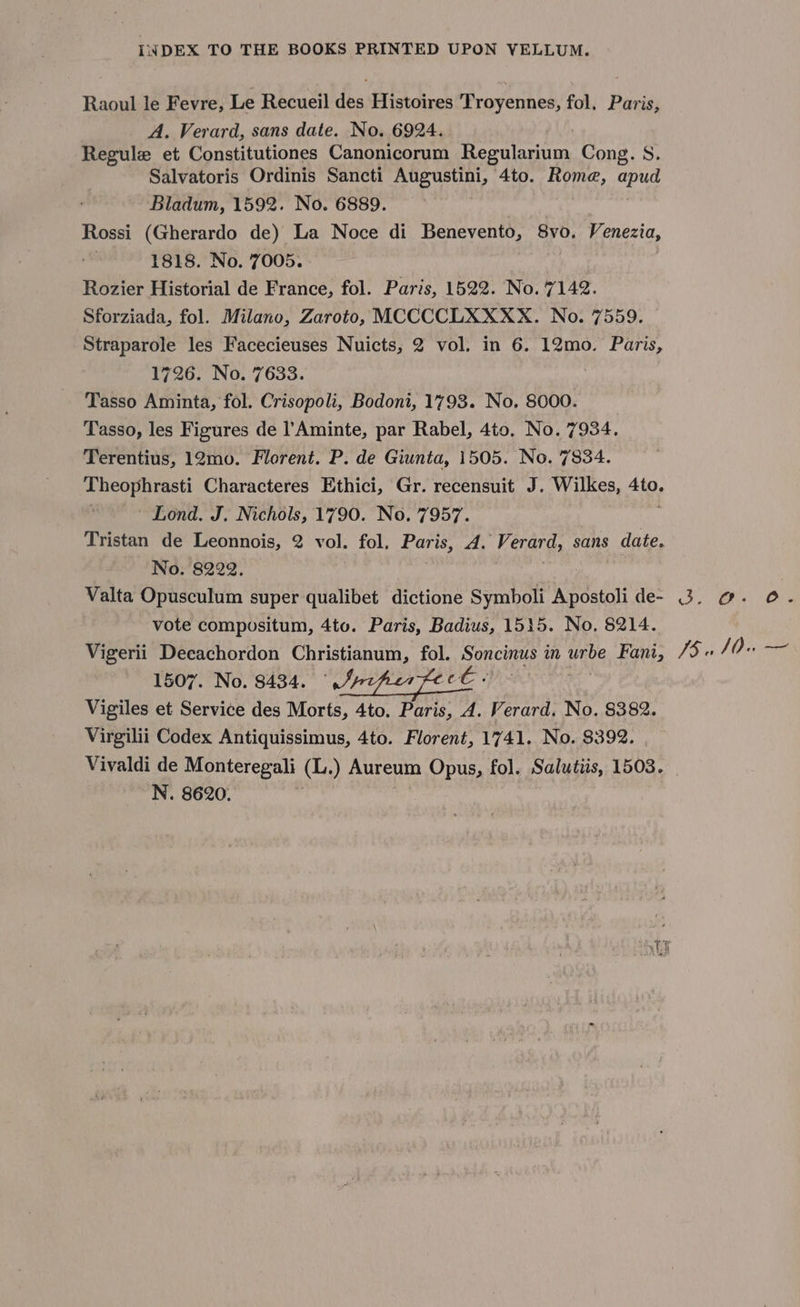 INDEX TO THE BOOKS PRINTED UPON VELLUM.
Raoul le Fevre, Le Recueil des Histoires Troyennes, fol. Paris,
A. Verard, sans date. No. 6924.
Regulæ et Constitutiones Canonicorum Regularium Cong. S.
Salvatoris Ordinis Sancti Augustini, 4to. Romæ, apud
Bladum, 1592. No. 6889.
Rossi (Gherardo de) La Noce di Benevento, 8vo. Venezia,
1818. No. 7005.
Rozier Historial de France, fol. Paris, 1522. No. 7142.
Sforziada, fol. Milano, Zaroto, MCCCCLXXXX. No. 7559.
Straparole les Facecieuses Nuicts, 2 vol. in 6. 12mo. Paris,
1726. No. 7633.
Tasso Aminta, fol. Crisopoli, Bodoni, 1793. No. 8000.
Tasso, les Figures de l'Aminte, par Rabel, 4to. No. 7934.
Terentius, 12mo. Florent. P. de Giunta, 1505. No. 7834.
Theophrasti Characteres Ethici, Gr. recensuit J. Wilkes, 4to.
Lond. J. Nichols, 1790. No. 7957.
Tristan de Leonnois, 2 vol. fol. Paris, A. Verard, sans date.
No. 8222.
Valta Opusculum super qualibet dictione Symboli Apostoli de- 3. 0. 0.
vote compositum, 4to. Paris, Badius, 1515. No. 8214.
Vigerii Decachordon Christianum, fol. Soncinus in urbe Fani, 15 " 10 " —
1507. No. 8434. Imperfect.
Vigiles et Service des Morts, 4to. Paris, A. Verard. No. 8382.
Virgilii Codex Antiquissimus, 4to. Florent, 1741. No. 8392.
Vivaldi de Monteregali (L.) Aureum Opus, fol. Salutiis, 1503.
N. 8620.